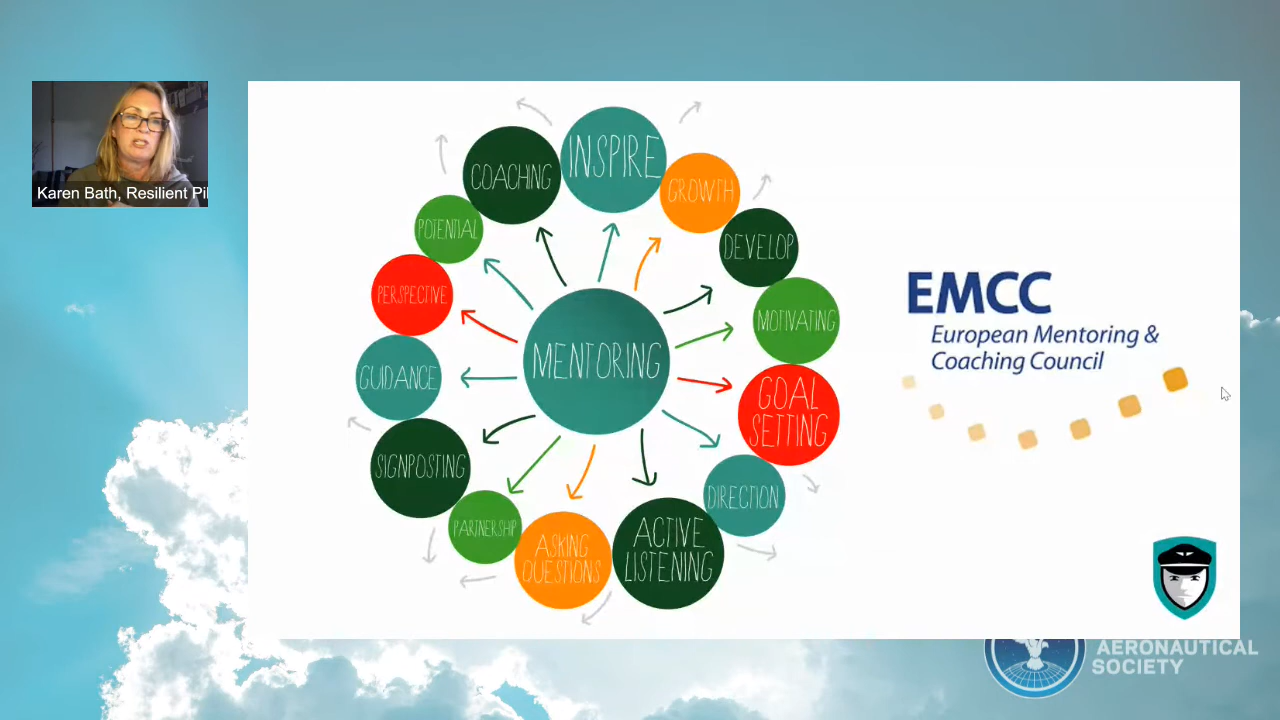 Karen Bath, Resilient Pil
INSPIRE
GROWTH
DEVELOP
MOTIVATING
GOAL
SETTING
DIRECTION
ACTIVE
LISTENING
ASKING
QUESTIONS
PARTNERSHIP
SIGNPOSTING
GUIDANCE
PERSPECTIVE
POTENTIAL
COACHING
MENTORING
EMCC
European Mentoring &
Coaching Council
AERONAUTICAL
SOCIETY